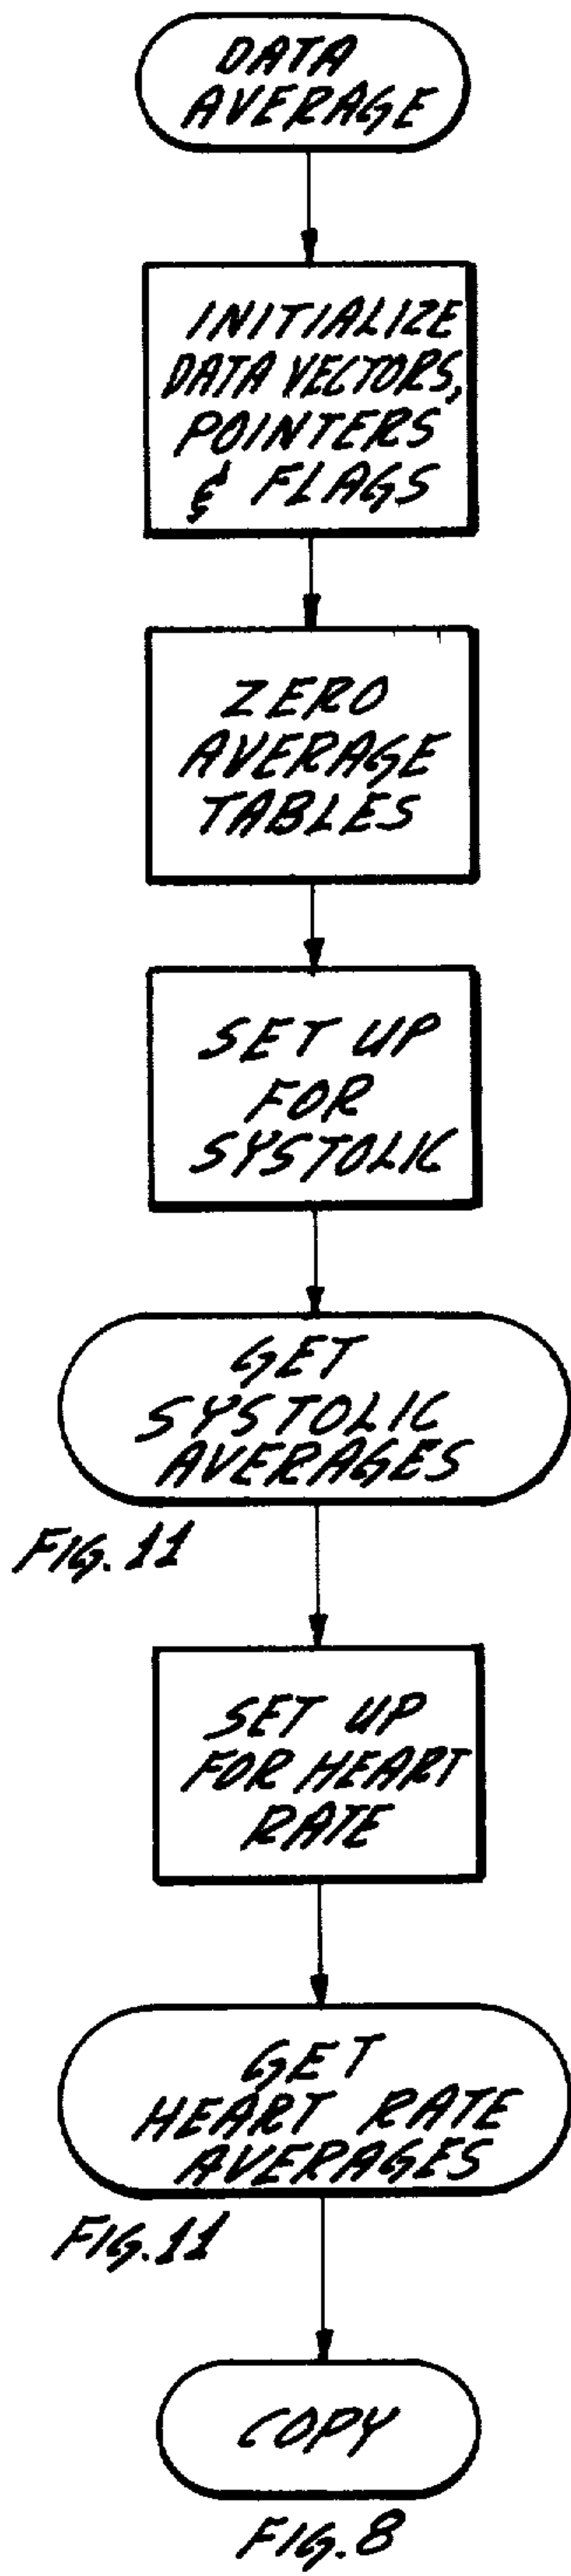 DATA
AVERAGE
INITIALIZE
DATA VECTORS,
POINTERS
& FLAGS
ZERO
AVERAGE
TABLES
SET UP
FOR
SYSTOLIC
GET
SYSTOLIC
AVERAGES
FIG. 11
SET UP
FOR HEART
RATE
GET
HEART RATE
AVERAGES
FIG. 11
COPY
FIG. 8